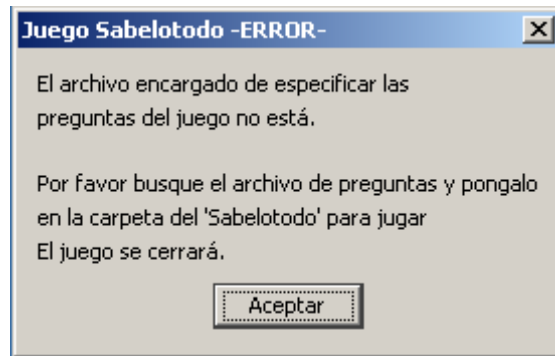 Juego Sabelotodo -ERROR-
El archivo encargado de especificar las
preguntas del juego no está.
Por favor busque el archivo de preguntas y pongalo
en la carpeta del 'Sabelotodo' para jugar
El juego se cerrará.
Aceptar